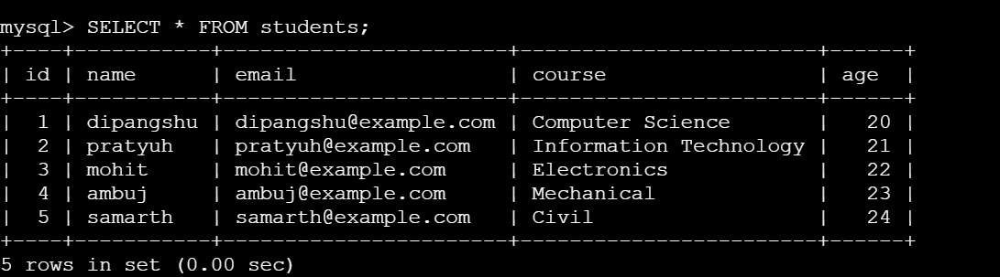 mysql> SELECT * FROM students;
+----+-----------+-----------------------+------------------------+------+
| id | name      | email                 | course                 | age  |
+----+-----------+-----------------------+------------------------+------+
|  1 | dipangshu | dipangshu@example.com | Computer Science       |   20 |
|  2 | pratyuh   | pratyuh@example.com   | Information Technology |   21 |
|  3 | mohit     | mohit@example.com     | Electronics            |   22 |
|  4 | ambuj     | ambuj@example.com     | Mechanical             |   23 |
|  5 | samarth   | samarth@example.com   | Civil                  |   24 |
+----+-----------+-----------------------+------------------------+------+
5 rows in set (0.00 sec)